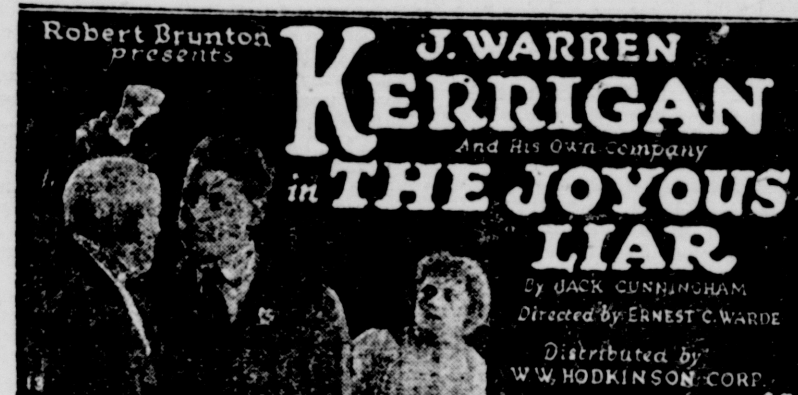 Robert Brunton
presents
J. WARREN
KERRIGAN
And His Own Company
in THE JOYOUS
LIAR
By JACK CUNNINGHAM
Directed by ERNEST C. WARDE
Distributed by
W. W. HODKINSON CORP.
13